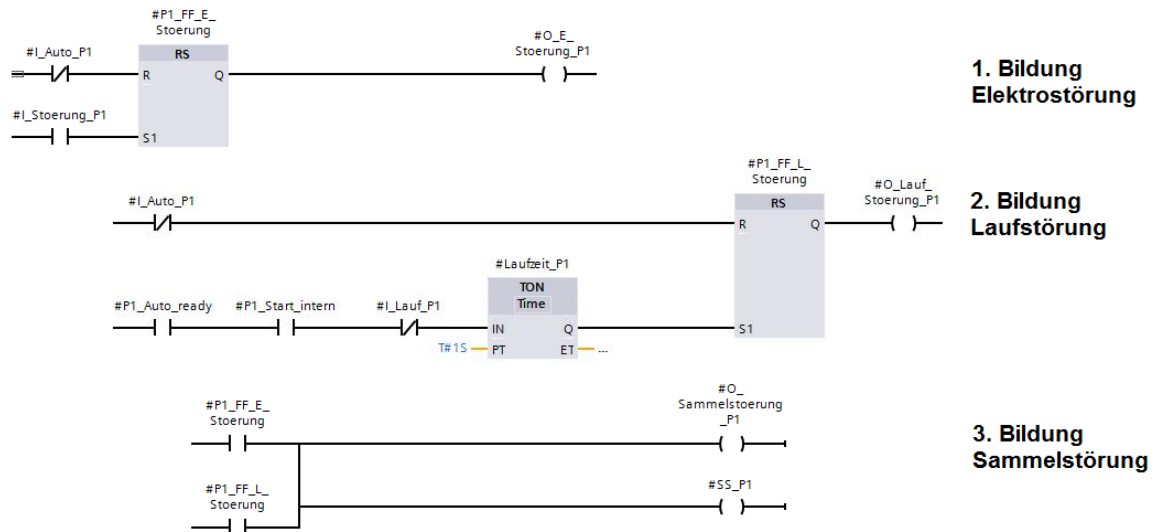 #P1_FF_E_
Stoerung
#I_Auto_P1
RS
R
Q
#I_Stoerung_P1
S1
#O_E_
Stoerung_P1
1. Bildung
Elektrostörung
#P1_FF_L_
Stoerung
#I_Auto_P1
RS
R
Q
#O_Lauf_
Stoerung_P1
2. Bildung
Laufstörung
#Laufzeit_P1
TON
Time
#P1_Auto_ready
#P1_Start_intern
#I_Lauf_P1
IN
Q
S1
T#1S
PT
ET
...
#P1_FF_E_
Stoerung
#O_
Sammelstoerung
_P1
3. Bildung
Sammelstörung
#P1_FF_L_
Stoerung
#SS_P1